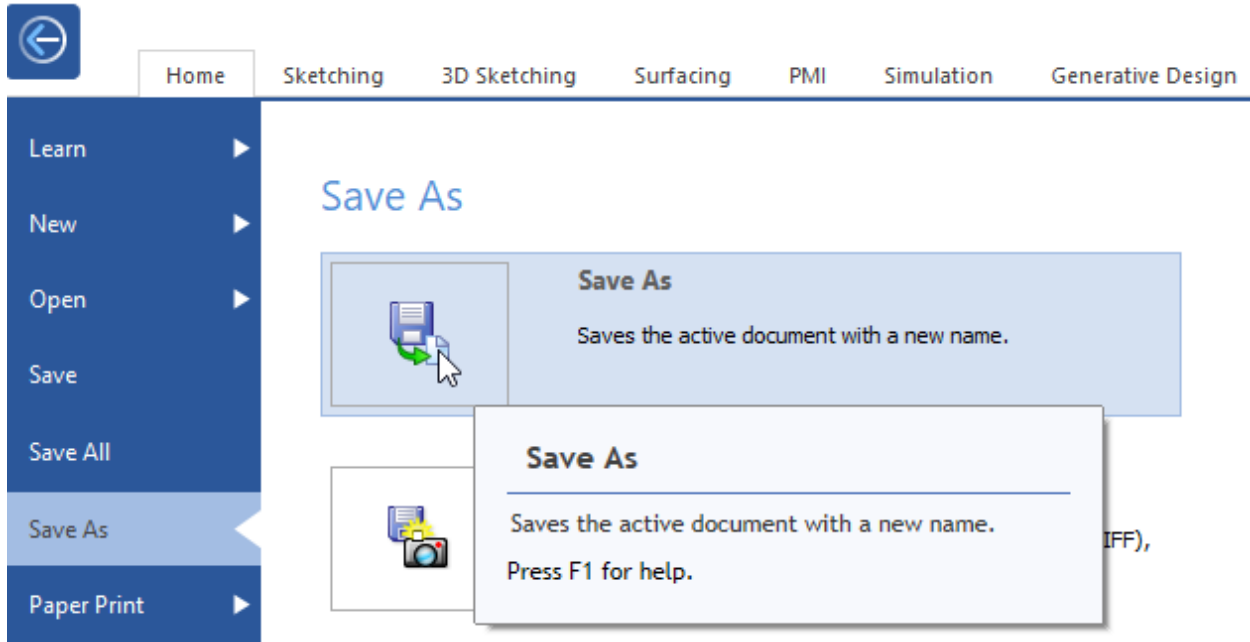 Home Sketching 3D Sketching Surfacing PMI Simulation Generative Design
Learn
New
Open
Save
Save All
Save As
Paper Print
Save As
Save As
Saves the active document with a new name.
Save As
Saves the active document with a new name.
Press F1 for help.
IFF),